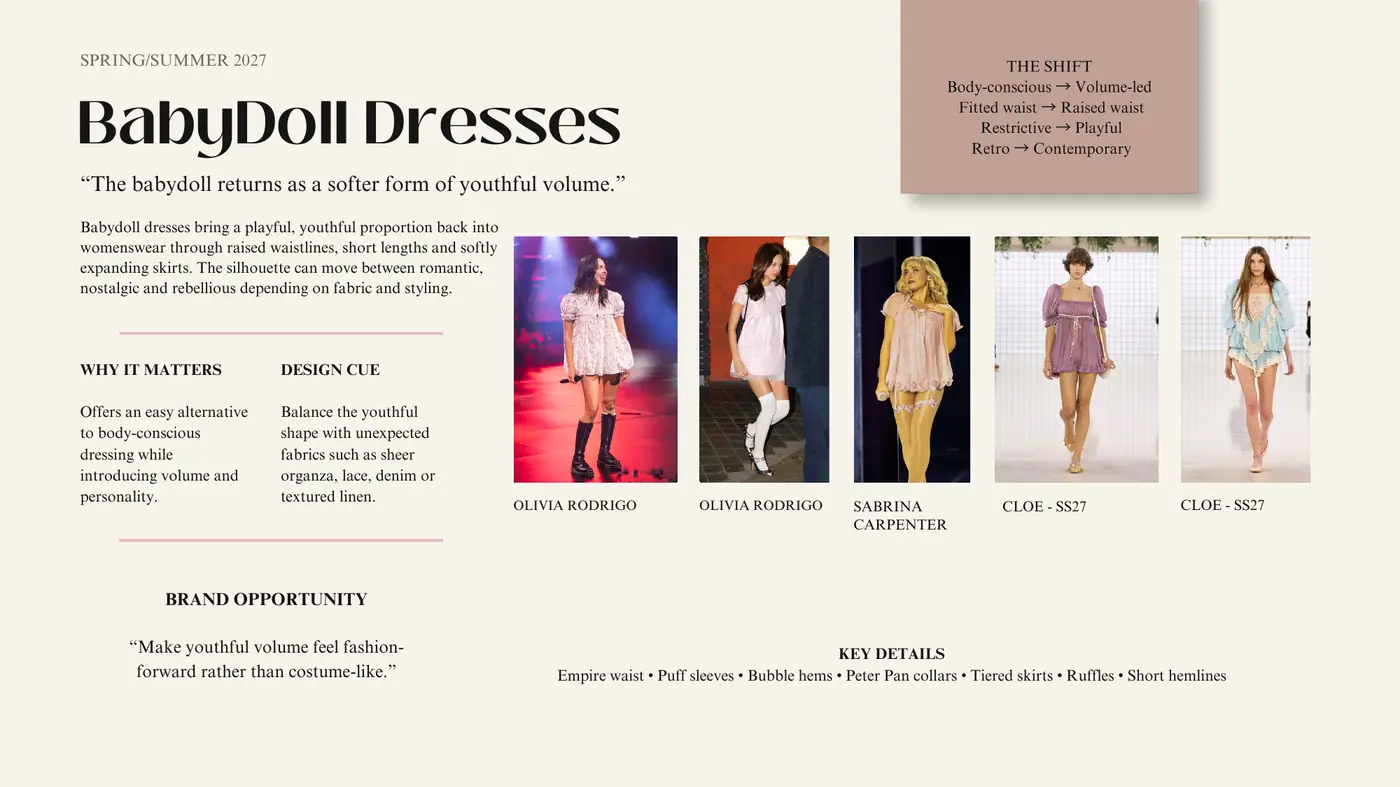 SPRING/SUMMER 2027
BabyDoll Dresses
“The babydoll returns as a softer form of youthful volume.”
Babydoll dresses bring a playful, youthful proportion back into
womenswear through raised waistlines, short lengths and softly
expanding skirts. The silhouette can move between romantic,
nostalgic and rebellious depending on fabric and styling.
THE SHIFT
Body-conscious → Volume-led
Fitted waist → Raised waist
Restrictive → Playful
Retro → Contemporary
WHY IT MATTERS
Offers an easy alternative
to body-conscious
dressing while
introducing volume and
personality.
DESIGN CUE
Balance the youthful
shape with unexpected
fabrics such as sheer
organza, lace, denim or
textured linen.
OLIVIA RODRIGO
OLIVIA RODRIGO
SABRINA
CARPENTER
CLOE - SS27
CLOE - SS27
BRAND OPPORTUNITY
“Make youthful volume feel fashion-
forward rather than costume-like.”
KEY DETAILS
Empire waist • Puff sleeves • Bubble hems • Peter Pan collars • Tiered skirts • Ruffles • Short hemlines